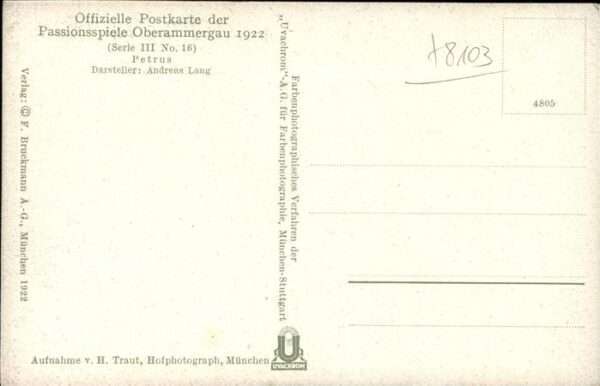 Offizielle Postkarte der
Passionsspiele Oberammergau 1922
(Serie III No. 16)
Petrus
Darsteller: Andreas Lang
Verlag: © F. Bruckmann A.-G., München 1922
Aufnahme v. H. Traut, Hofphotograph, München
Farbenphotographisches Verfahren der
„Uvachrom"-A.G. für Farbenphotographie, München-Stuttgart
U
UVACHROM
+8103
4805